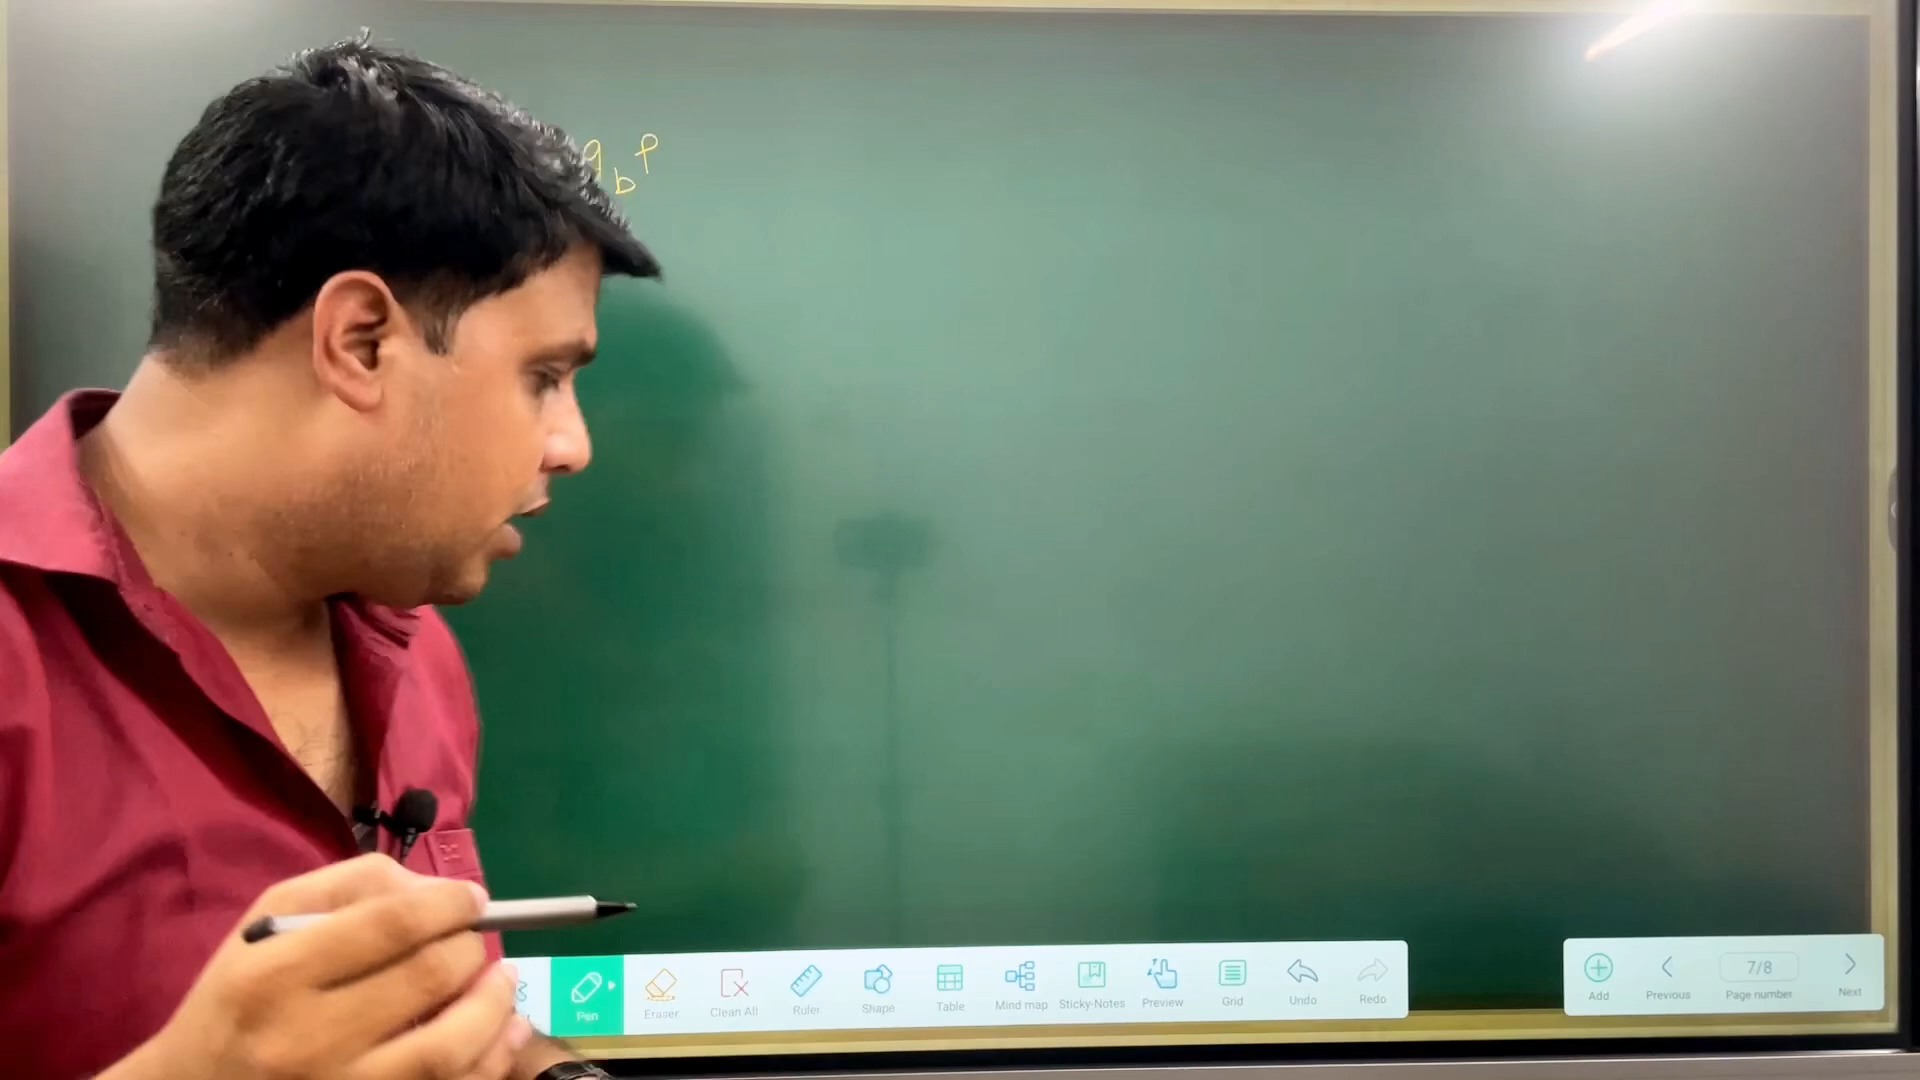 g_b P
Pen Eraser Clean All Ruler Shape Table Mind map Sticky-Notes Preview Grid Undo Redo
Add Previous 7/8 Page number Next